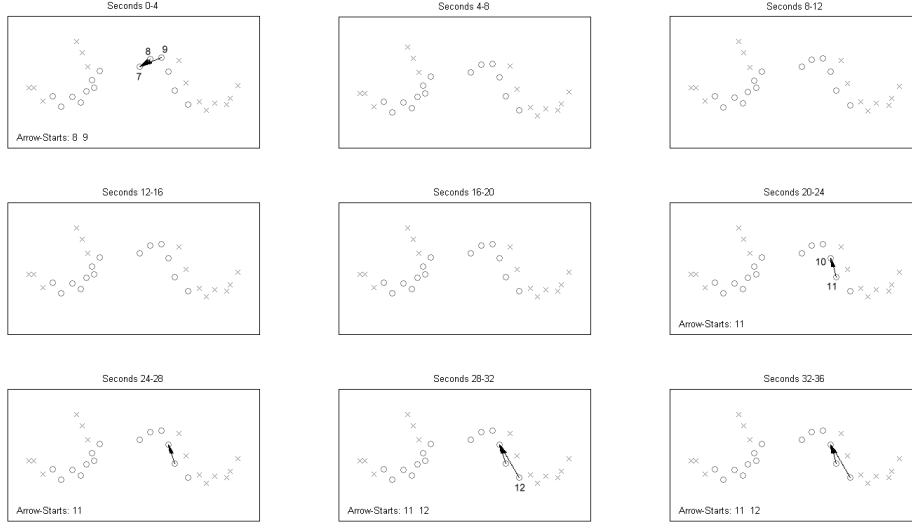 Seconds 0-4
8 9
7
Arrow-Starts: 8 9
Seconds 4-8
Seconds 8-12
Seconds 12-16
Seconds 16-20
Seconds 20-24
10
11
Arrow-Starts: 11
Seconds 24-28
Arrow-Starts: 11
Seconds 28-32
12
Arrow-Starts: 11 12
Seconds 32-36
Arrow-Starts: 11 12